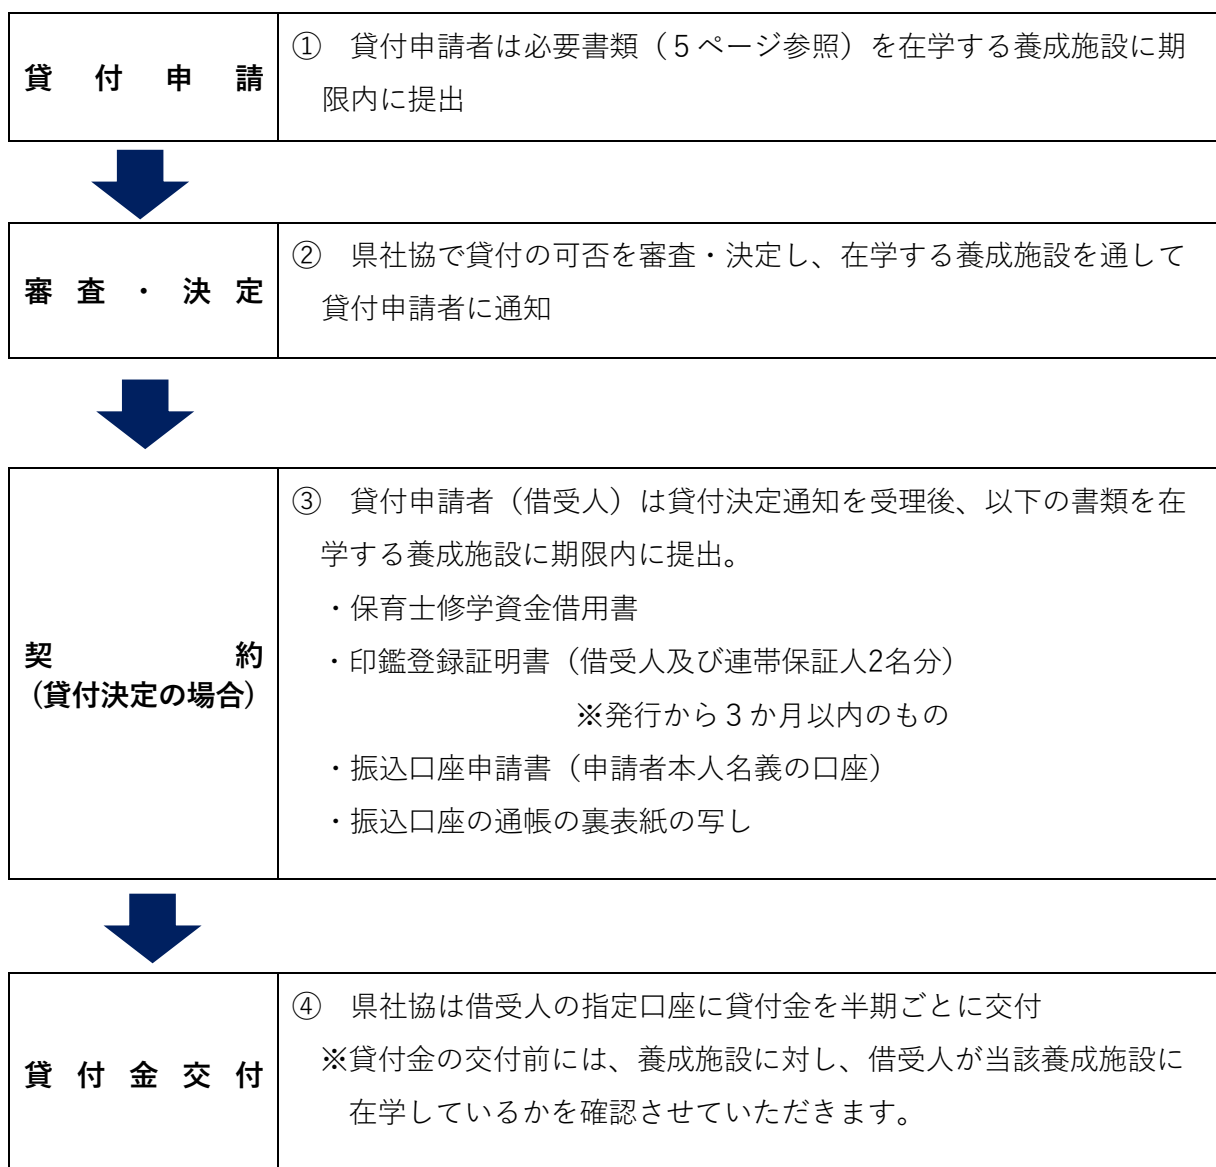 貸付申請
①　貸付申請者は必要書類（５ページ参照）を在学する養成施設に期
限内に提出
審査・決定
②　県社協で貸付の可否を審査・決定し、在学する養成施設を通して
貸付申請者に通知
契約
（貸付決定の場合）
③　貸付申請者（借受人）は貸付決定通知を受理後、以下の書類を在
学する養成施設に期限内に提出。
・保育士修学資金借用書
・印鑑登録証明書（借受人及び連帯保証人2名分）
※発行から３か月以内のもの
・振込口座申請書（申請者本人名義の口座）
・振込口座の通帳の裏表紙の写し
貸付金交付
④　県社協は借受人の指定口座に貸付金を半期ごとに交付
※貸付金の交付前には、養成施設に対し、借受人が当該養成施設に
在学しているかを確認させていただきます。